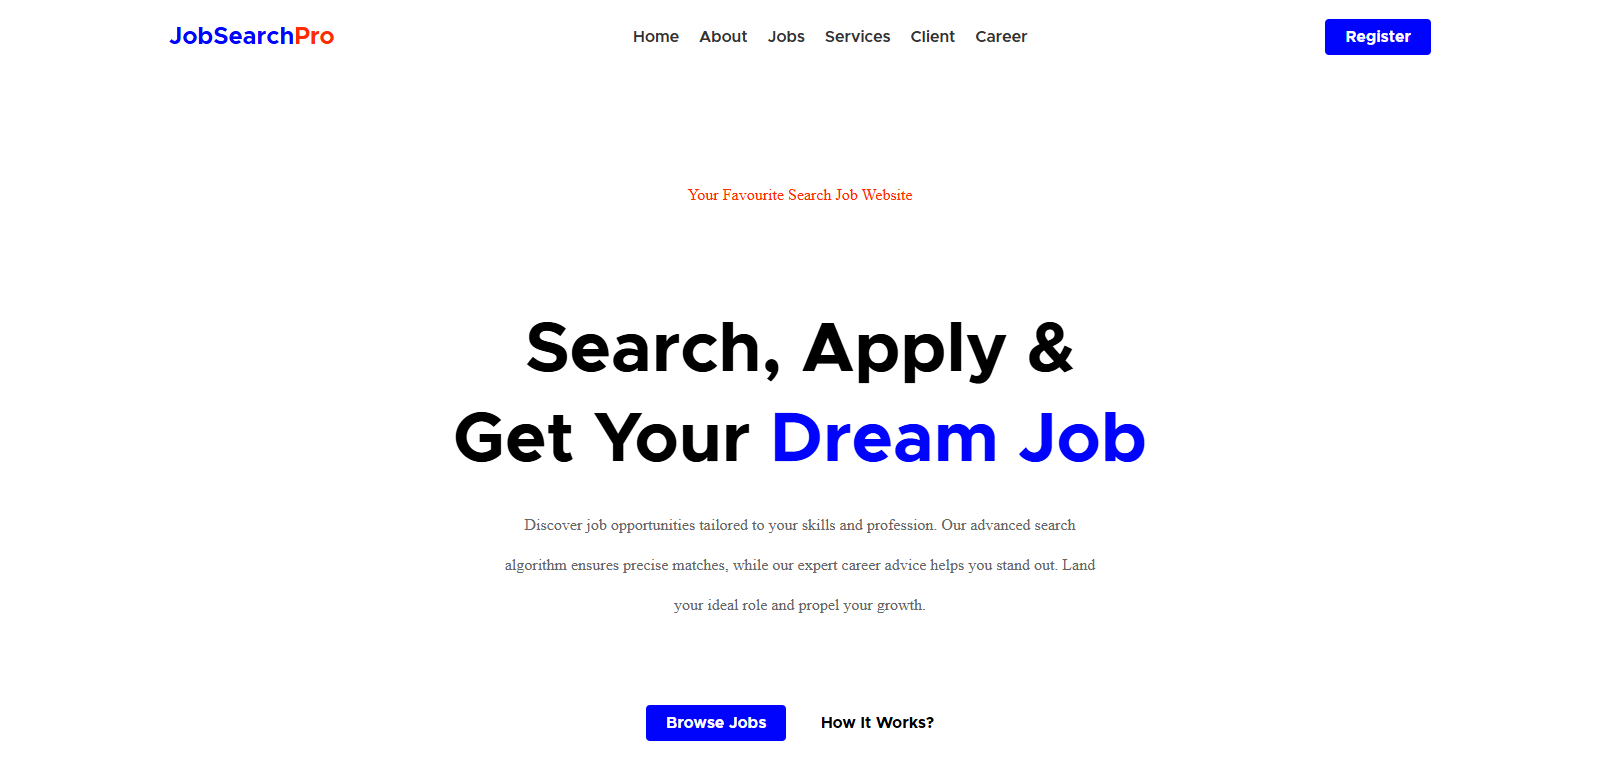 JobSearchPro
Home About Jobs Services Client Career
Register
Your Favourite Search Job Website
Search, Apply &
Get Your Dream Job
Discover job opportunities tailored to your skills and profession. Our advanced search
algorithm ensures precise matches, while our expert career advice helps you stand out. Land
your ideal role and propel your growth.
Browse Jobs
How It Works?